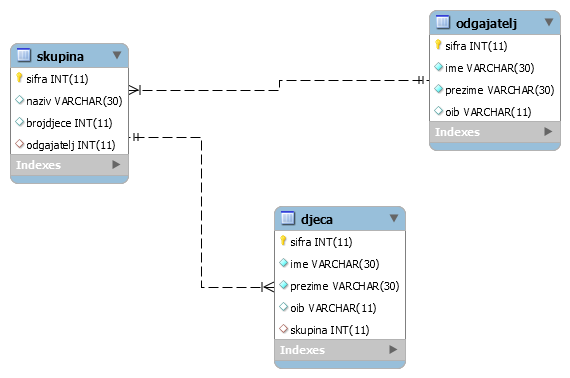 skupina
sifra INT(11)
naziv VARCHAR(30)
brojdjece INT(11)
odgajatelj INT(11)
Indexes
odgajatelj
sifra INT(11)
ime VARCHAR(30)
prezime VARCHAR(30)
oib VARCHAR(11)
Indexes
djeca
sifra INT(11)
ime VARCHAR(30)
prezime VARCHAR(30)
oib VARCHAR(11)
skupina INT(11)
Indexes